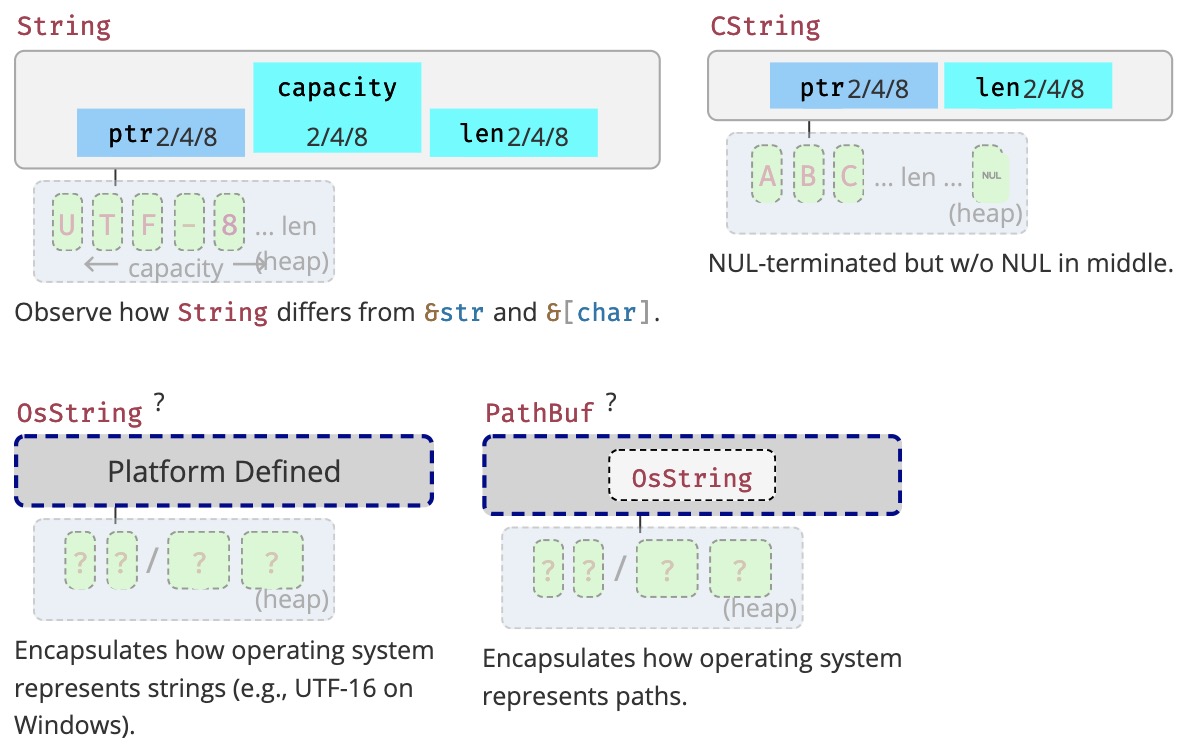 String
capacity
ptr2/4/8
2/4/8
len2/4/8
U T F - 8 ... len
← capacity →
(heap)
Observe how String differs from &str and &[char].
CString
ptr2/4/8
len2/4/8
A B C ... len ... NUL
(heap)
NUL-terminated but w/o NUL in middle.
OsString ?
Platform Defined
? ? / ? ?
(heap)
Encapsulates how operating system
represents strings (e.g., UTF-16 on
Windows).
PathBuf ?
OsString
? ? / ? ?
(heap)
Encapsulates how operating system
represents paths.